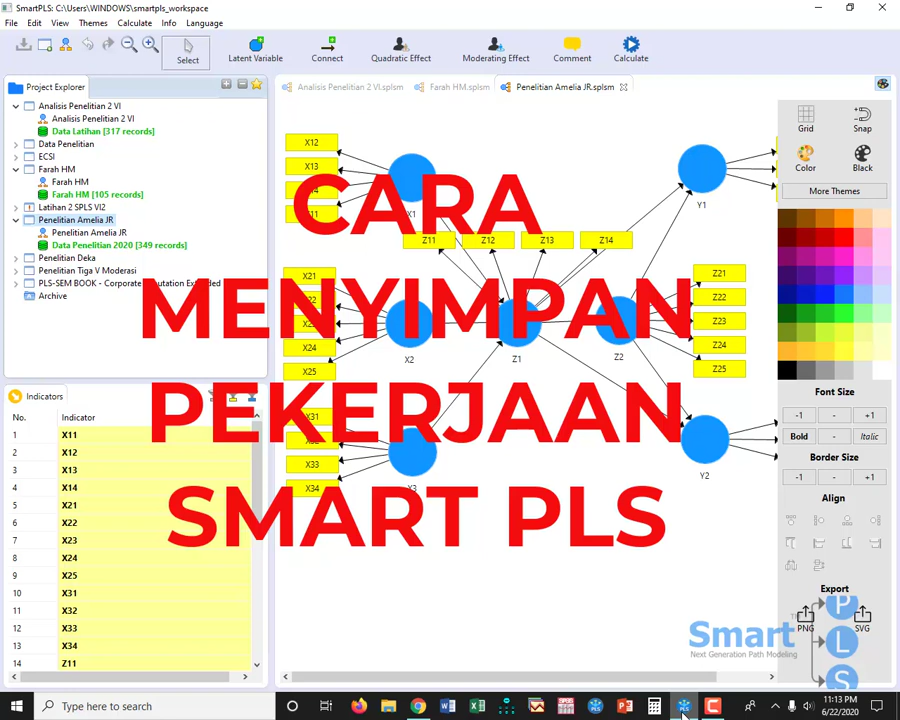 SmartPLS: C:\Users\WINDOWS\smartpls_workspace
File Edit View Themes Calculate Info Language
Select
Latent Variable
Connect
Quadratic Effect
Moderating Effect
Comment
Calculate
Project Explorer
Analisis Penelitian 2 VI
Analisis Penelitian 2 VI
Data Latihan [317 records]
Data Penelitian
ECSI
Farah HM
Farah HM
Farah HM [105 records]
Latihan 2 SPLS VI2
Penelitian Amelia JR
Penelitian Amelia JR
Data Penelitian 2020 [349 records]
Penelitian Deka
Penelitian Tiga V Moderasi
PLS-SEM BOOK - Corporate
Archive
Indicators
No. Indicator
1 X11
2 X12
3 X13
4 X14
5 X21
6 X22
7 X23
8 X24
9 X25
10 X31
11 X32
12 X33
13 X34
14 Z11
Analisis Penelitian 2 VI.splsm
Farah HM.splsm
Penelitian Amelia JR.splsm
X12
X13
X11
X1
Y1
Z11 Z12 Z13 Z14
X21
X24
X25
X2
Z1
Z2
Z21
Z22
Z23
Z24
Z25
X31
X33
X34
Y2
CARA
MENYIMPAN
PEKERJAAN
SMART PLS
Grid Snap
Color Black
More Themes
Font Size
-1 - +1
Bold - Italic
Border Size
-1 - +1
Align
Export
PNG SVG
Smart
P
L
S
Next Generation Path Modeling
Type here to search
11:13 PM
6/22/2020